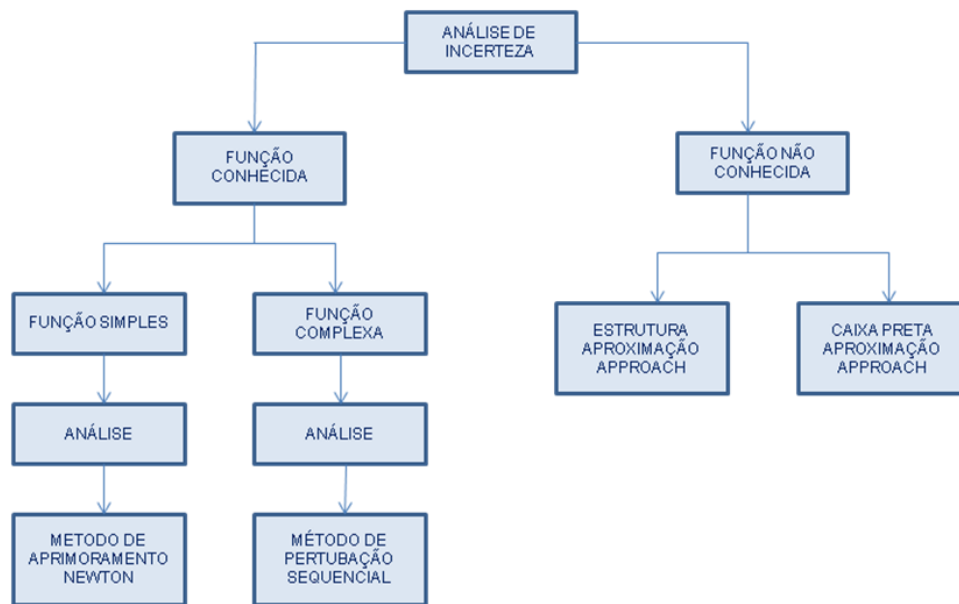 ANÁLISE DE
INCERTEZA
FUNÇÃO
CONHECIDA
FUNÇÃO NÃO
CONHECIDA
FUNÇÃO SIMPLES
FUNÇÃO
COMPLEXA
ESTRUTURA
APROXIMAÇÃO
APPROACH
CAIXA PRETA
APROXIMAÇÃO
APPROACH
ANÁLISE
ANÁLISE
METODO DE
APRIMORAMENTO
NEWTON
MÉTODO DE
PERTUBAÇÃO
SEQUENCIAL